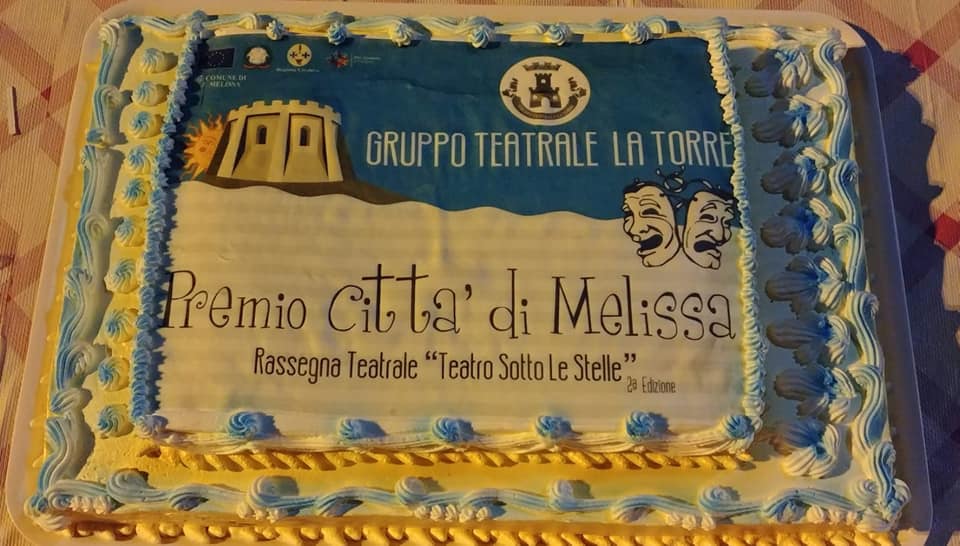 COMUNE DI
MELISSA
GRUPPO TEATRALE LA TORRE
Premio Città' di Melissa
Rassegna Teatrale “Teatro Sotto Le Stelle”
2a Edizione